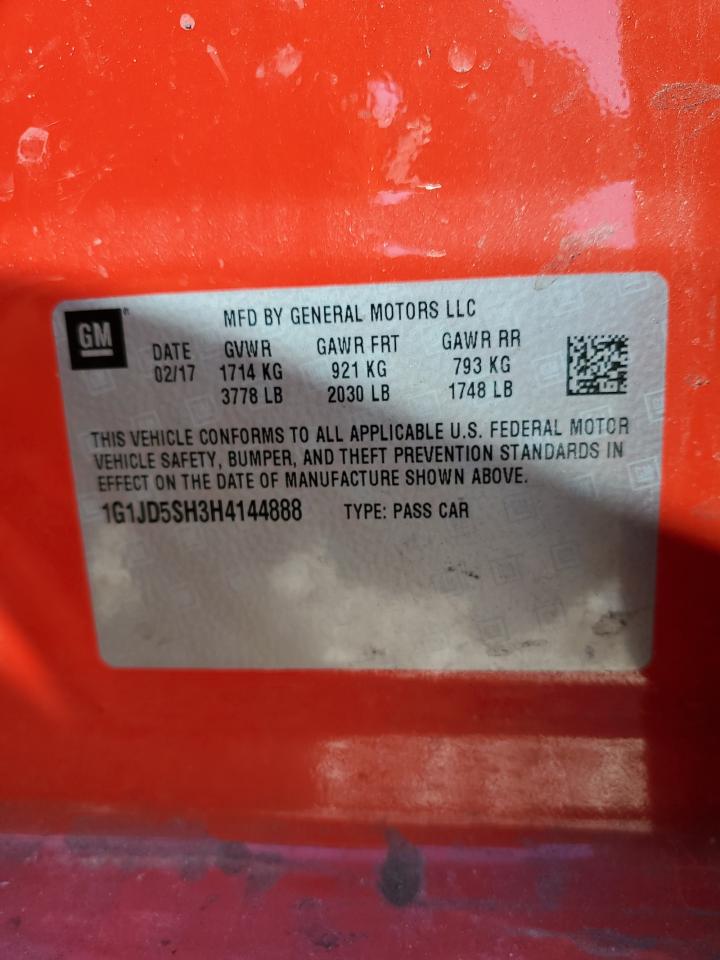 GM
MFD BY GENERAL MOTORS LLC
DATE GVWR GAWR FRT GAWR RR
02/17 1714 KG 921 KG 793 KG
3778 LB 2030 LB 1748 LB
THIS VEHICLE CONFORMS TO ALL APPLICABLE U.S. FEDERAL MOTOR
VEHICLE SAFETY, BUMPER, AND THEFT PREVENTION STANDARDS IN
EFFECT ON THE DATE OF MANUFACTURE SHOWN ABOVE.
1G1JD5SH3H4144888 TYPE: PASS CAR